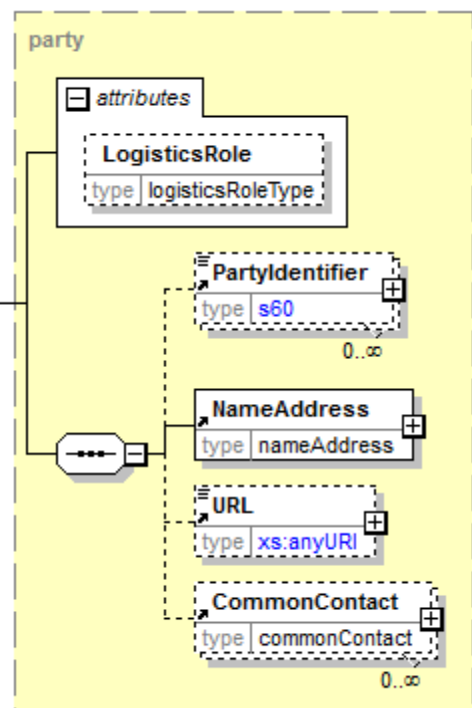 party
attributes
LogisticsRole
type logisticsRoleType
PartyIdentifier
type s60
0..∞
NameAddress
type nameAddress
URL
type xs:anyURI
CommonContact
type commonContact
0..∞